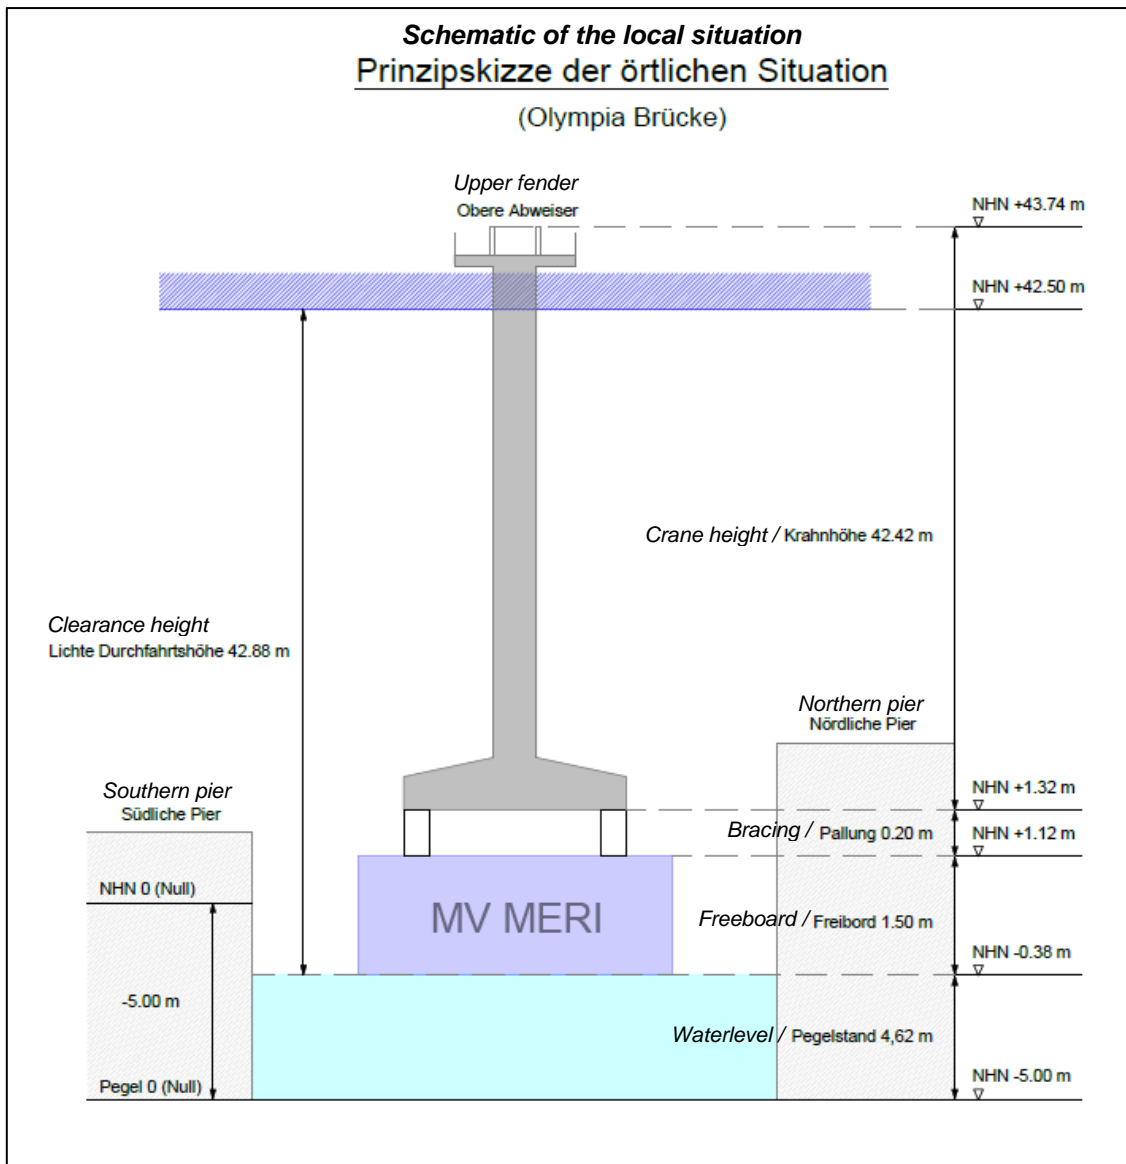 Schematic of the local situation
Prinzipskizze der örtlichen Situation
(Olympia Brücke)
Upper fender
Obere Abweiser
NHN +43.74 m
NHN +42.50 m
Crane height / Krahnhöhe 42.42 m
Clearance height
Lichte Durchfahrtshöhe 42.88 m
Northern pier
Nördliche Pier
Southern pier
Südliche Pier
NHN +1.32 m
Bracing / Pallung 0.20 m
NHN +1.12 m
NHN 0 (Null)
MV MERI
Freeboard / Freibord 1.50 m
NHN -0.38 m
-5.00 m
Waterlevel / Pegelstand 4,62 m
Pegel 0 (Null)
NHN -5.00 m